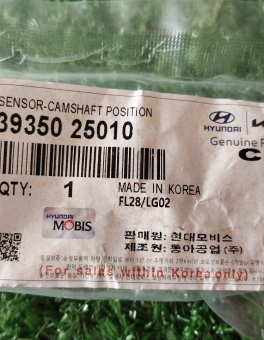 SENSOR-CAMSHAFT POSITION
39350 25010
HYUNDAI
Genuine
C
QTY: 1
MADE IN KOREA
FL28/LG02
HYUNDAI
MOBIS
판매원: 현대모비스
제조원: 동아공업(주)
(For sales within Korea only)